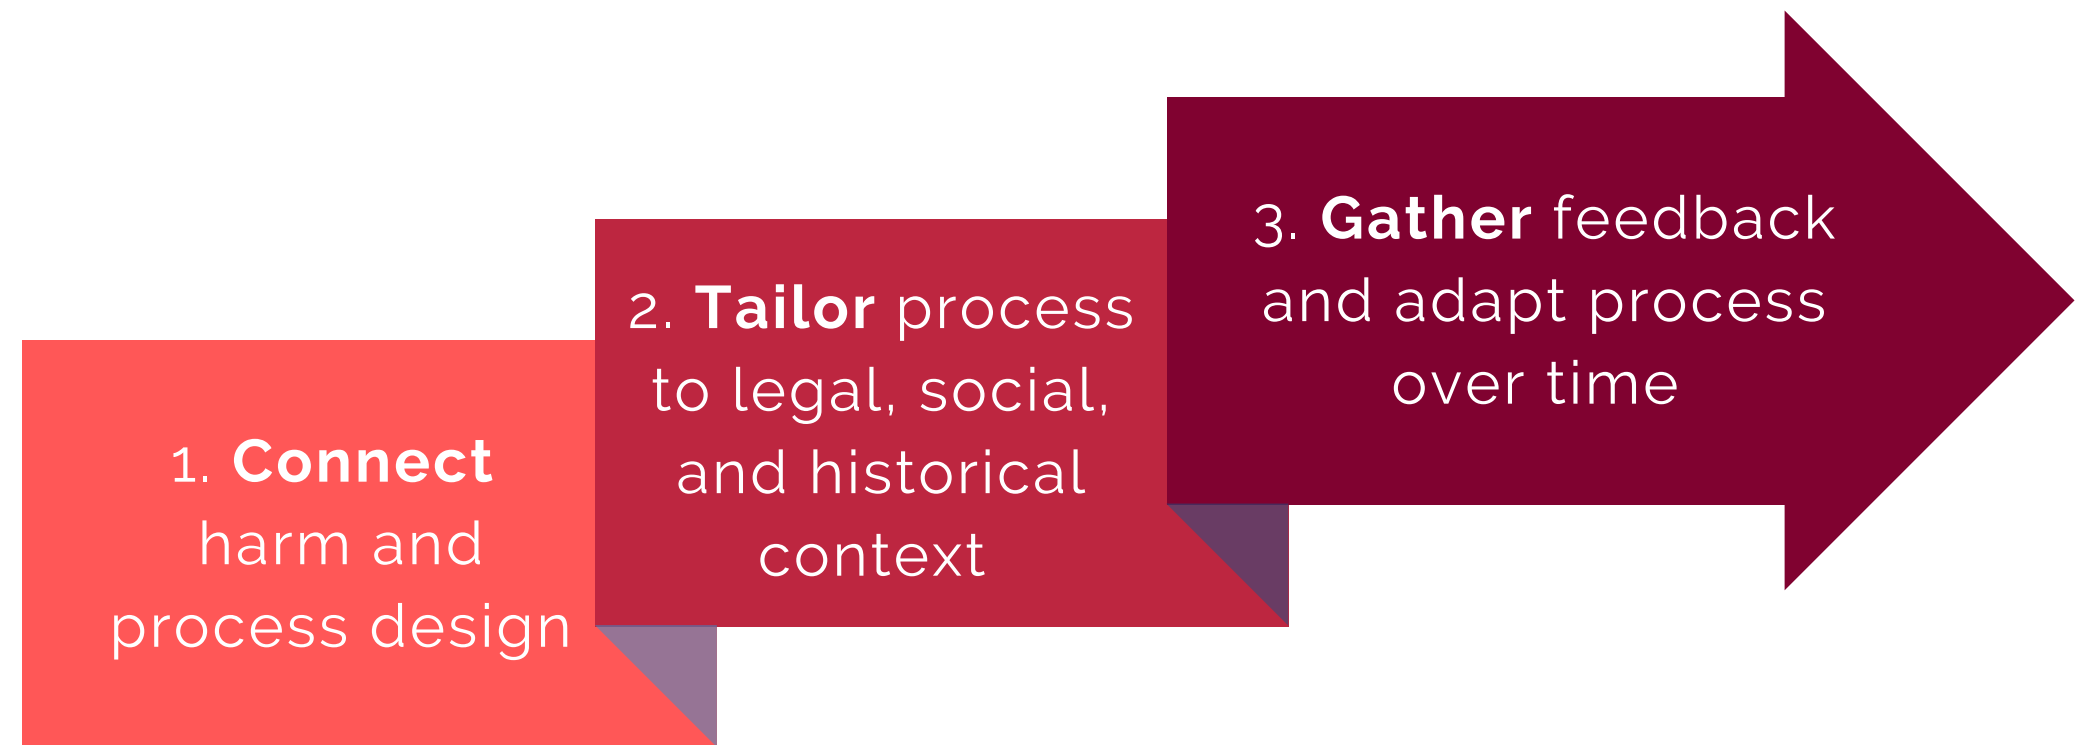 1. Connect
harm and
process design
2. Tailor process
to legal, social,
and historical
context
3. Gather feedback
and adapt process
over time